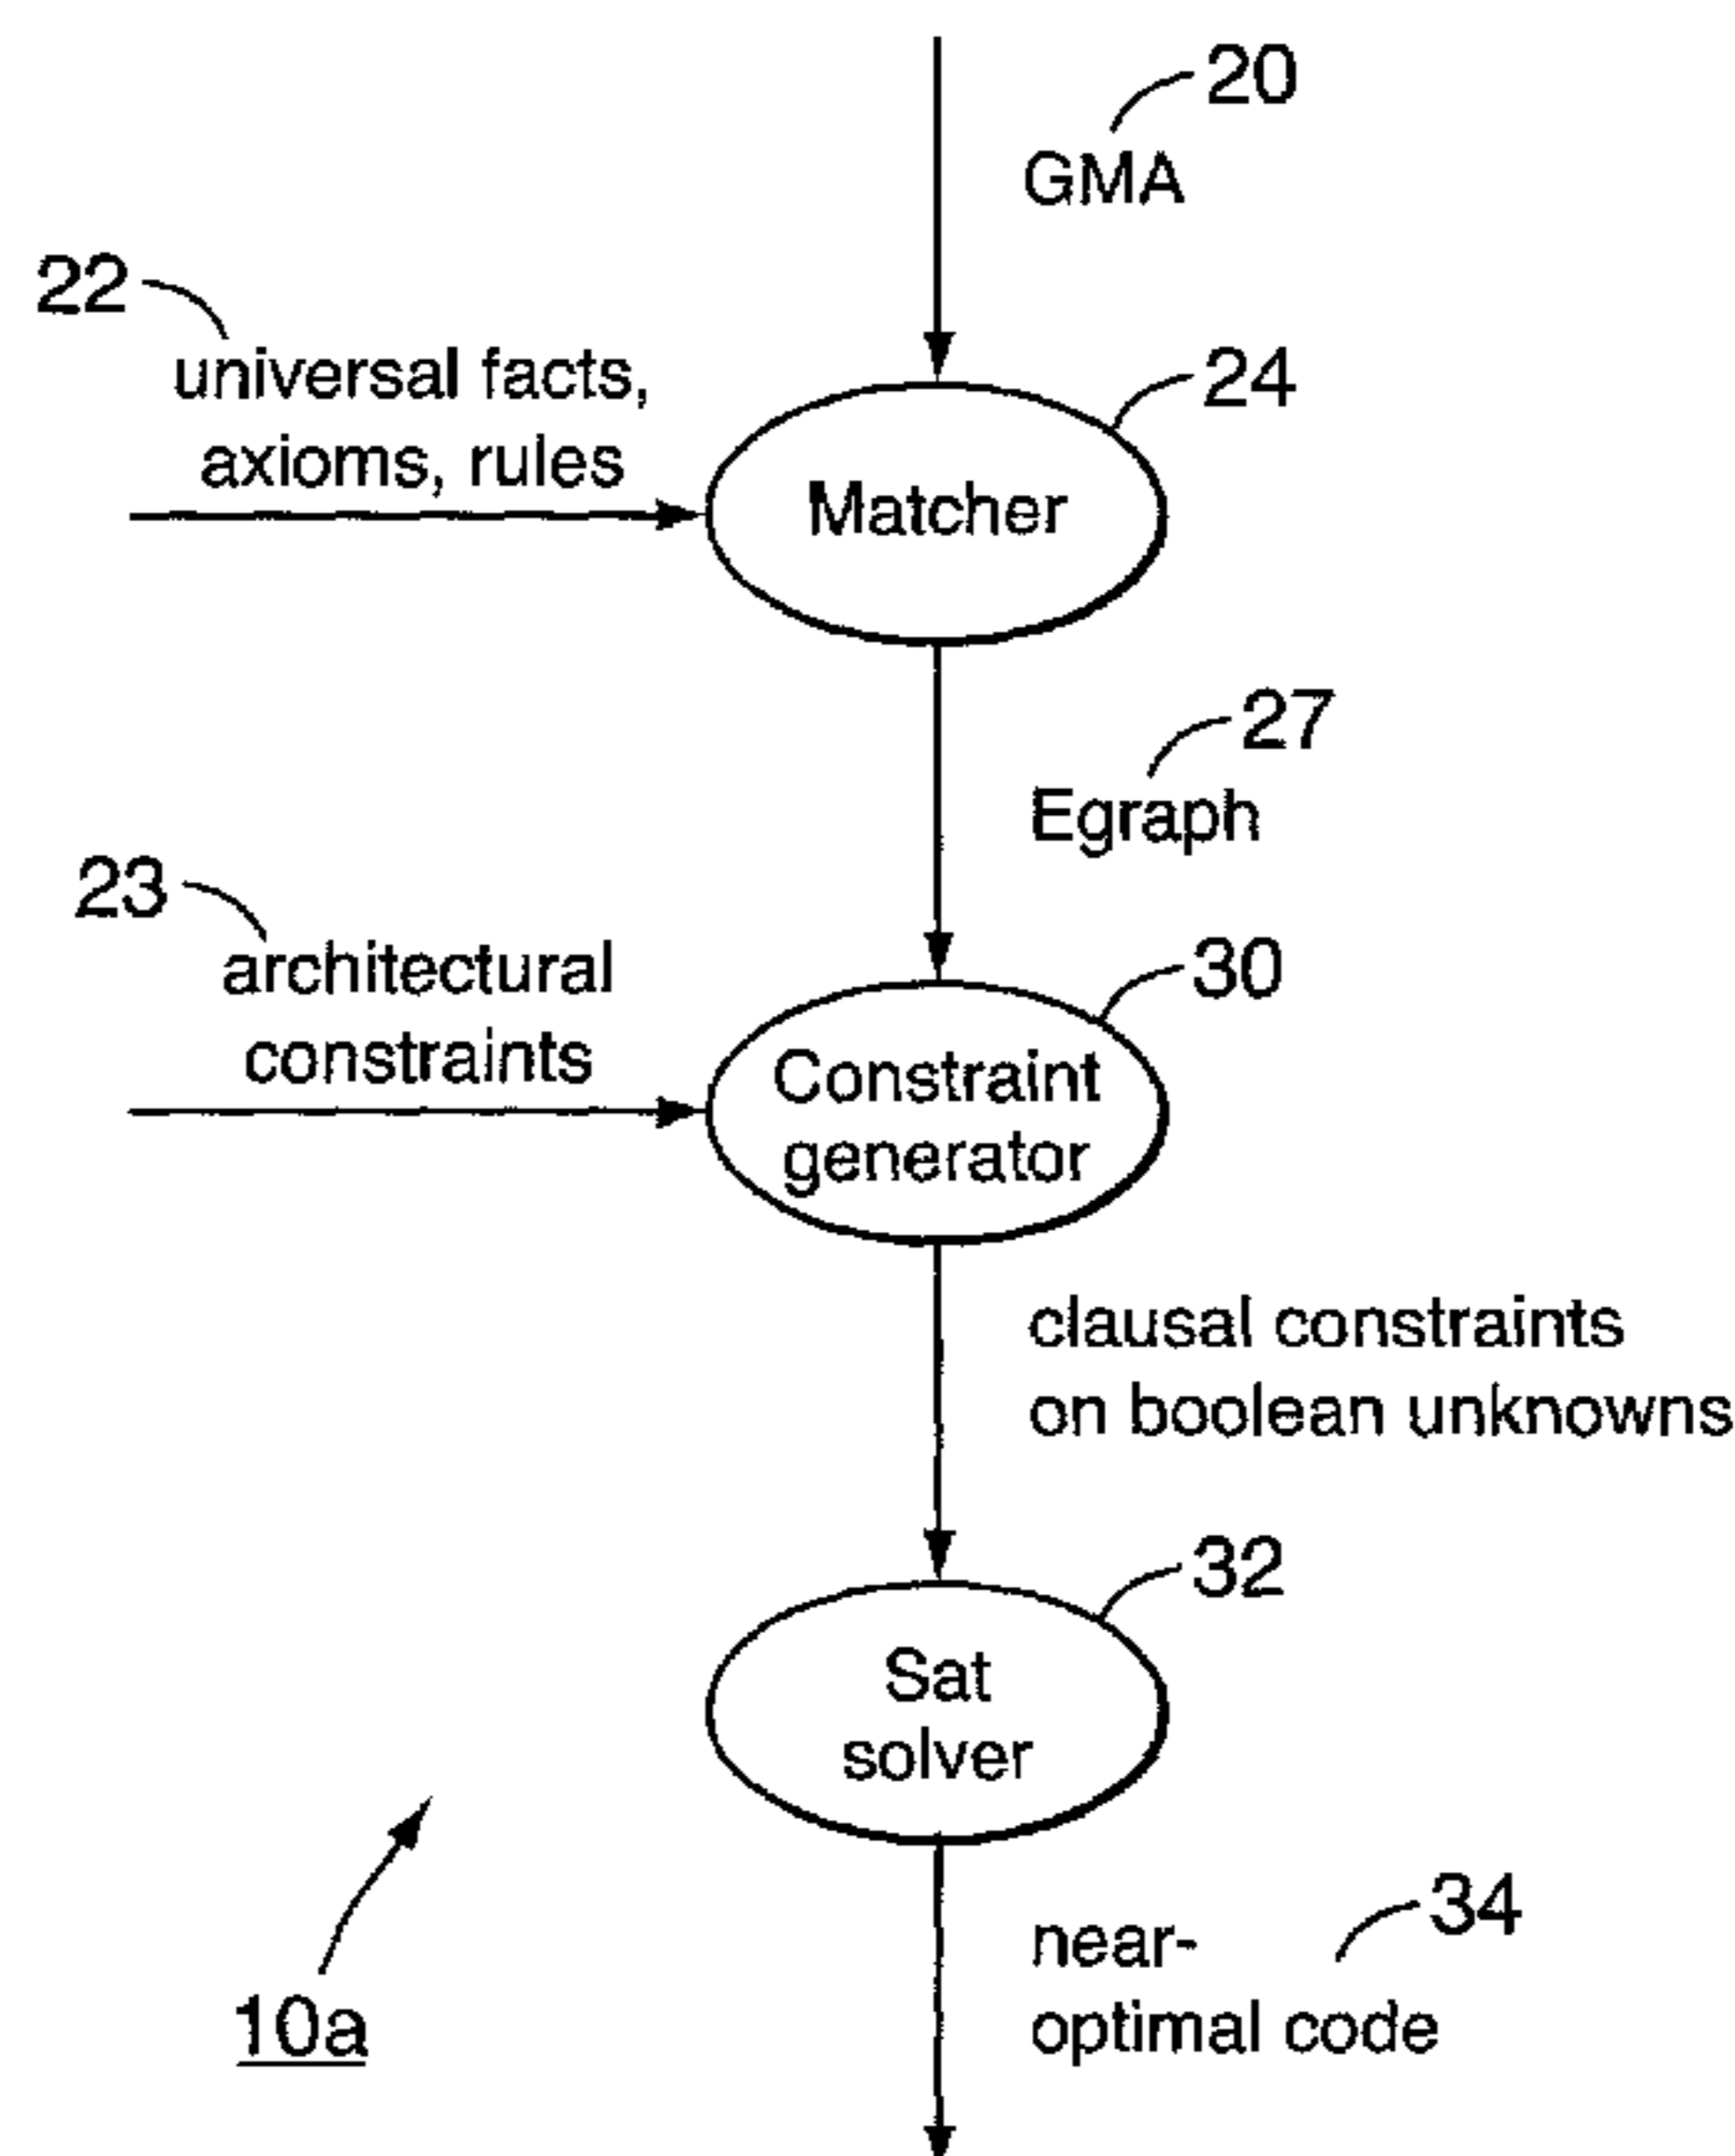 20
GMA
22
universal facts,
axioms, rules
24
Matcher
27
Egraph
23
architectural
constraints
30
Constraint
generator
clausal constraints
on boolean unknowns
32
Sat
solver
34
near-
optimal code
10a